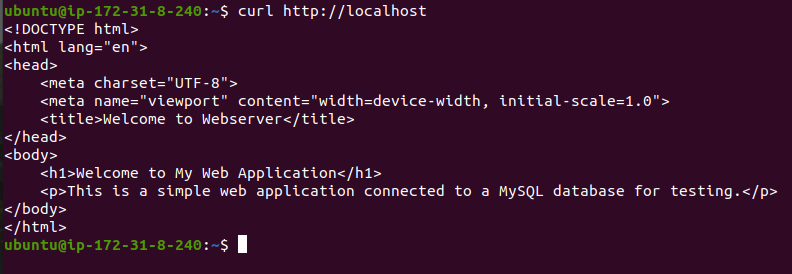 ubuntu@ip-172-31-8-240:~$ curl http://localhost
<!DOCTYPE html>
<html lang="en">
<head>
    <meta charset="UTF-8">
    <meta name="viewport" content="width=device-width, initial-scale=1.0">
    <title>Welcome to Webserver</title>
</head>
<body>
    <h1>Welcome to My Web Application</h1>
    <p>This is a simple web application connected to a MySQL database for testing.</p>
</body>
</html>
ubuntu@ip-172-31-8-240:~$